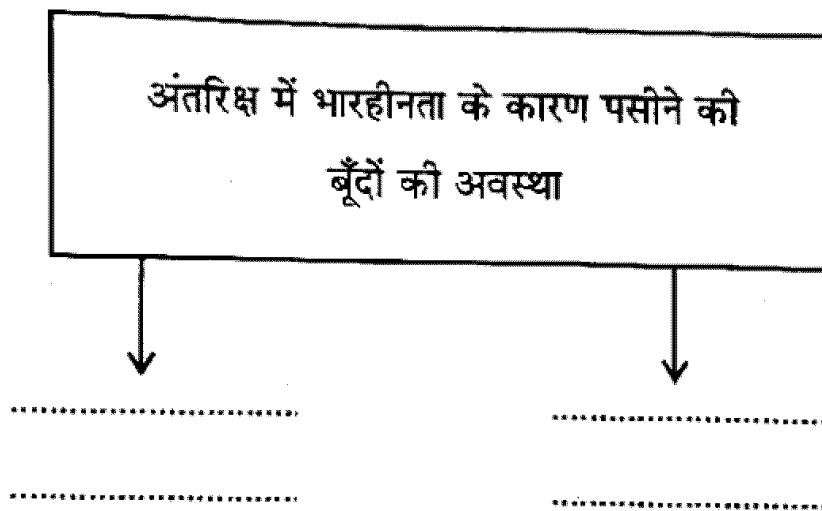 अंतरिक्ष में भारहीनता के कारण पसीने की
बूँदों की अवस्था